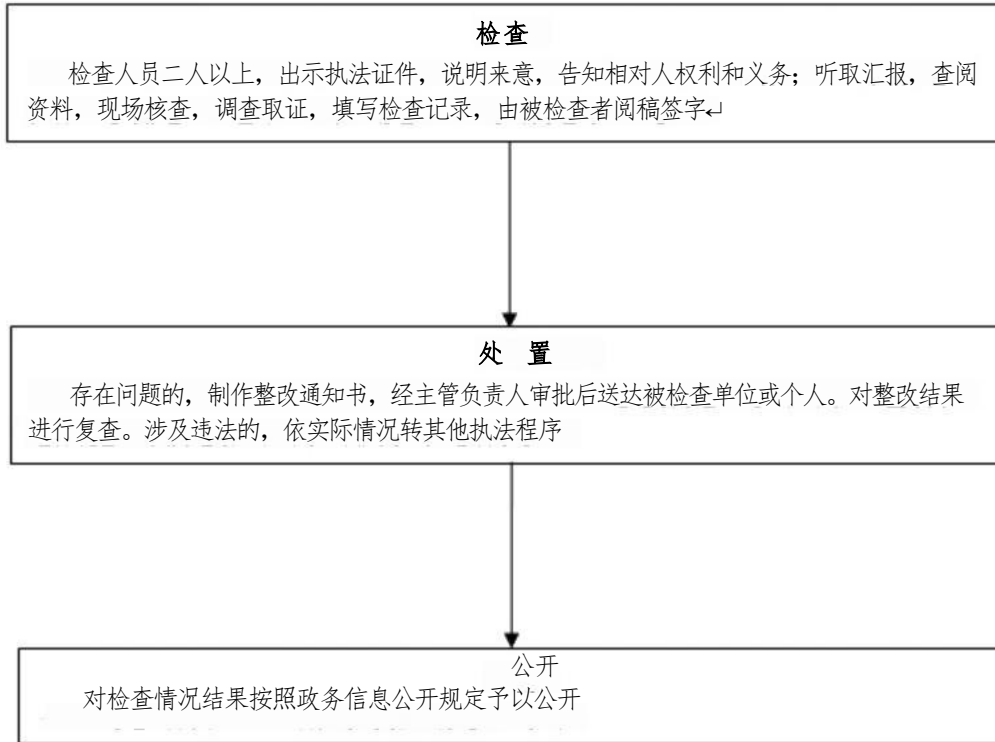 检查
检查人员二人以上，出示执法证件，说明来意，告知相对人权利和义务；听取汇报，查阅
资料，现场核查，调查取证，填写检查记录，由被检查者阅稿签字↵
处 置
存在问题的，制作整改通知书，经主管负责人审批后送达被检查单位或个人。对整改结果
进行复查。涉及违法的，依实际情况转其他执法程序
公开
对检查情况结果按照政务信息公开规定予以公开